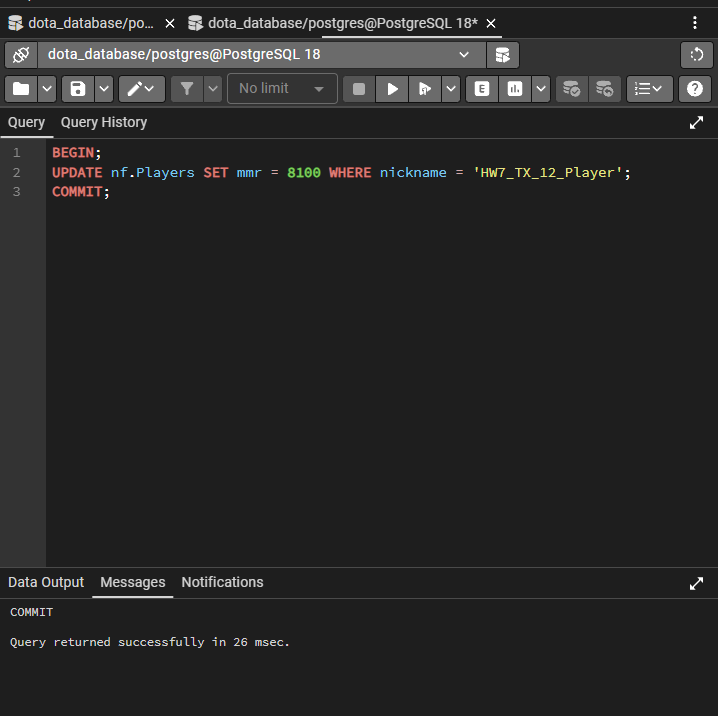 dota_database/po...
dota_database/postgres@PostgreSQL 18*
dota_database/postgres@PostgreSQL 18
No limit
E
Query
Query History
1 BEGIN;
2 UPDATE nf.Players SET mmr = 8100 WHERE nickname = 'HW7_TX_12_Player';
3 COMMIT;
Data Output
Messages
Notifications
COMMIT
Query returned successfully in 26 msec.